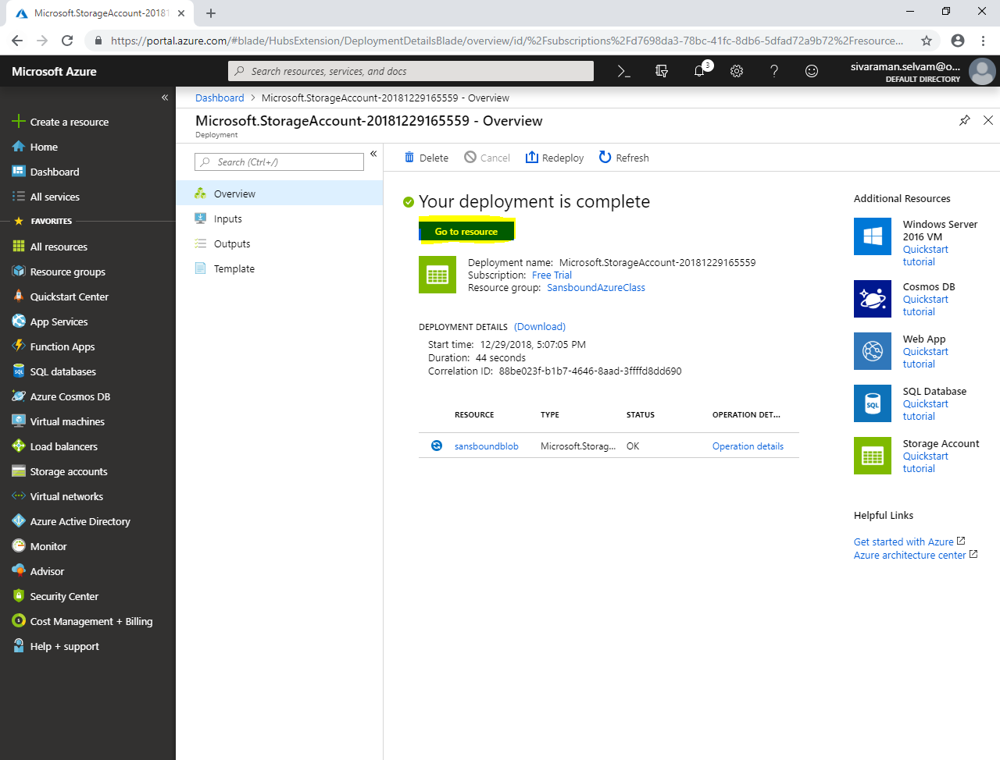 Microsoft.StorageAccount-20181
https://portal.azure.com/#blade/HubsExtension/DeploymentDetailsBlade/overview/id/%2Fsubscriptions%2Fd7698da3-78bc-41fc-8db6-5dfad72a9b72%2Fresource...
Microsoft Azure
Search resources, services, and docs
3
sivaraman.selvam@o...
DEFAULT DIRECTORY
Create a resource
Home
Dashboard
All services
FAVORITES
All resources
Resource groups
Quickstart Center
App Services
Function Apps
SQL databases
Azure Cosmos DB
Virtual machines
Load balancers
Storage accounts
Virtual networks
Azure Active Directory
Monitor
Advisor
Security Center
Cost Management + Billing
Help + support
Dashboard > Microsoft.StorageAccount-20181229165559 - Overview
Microsoft.StorageAccount-20181229165559 - Overview
Deployment
Search (Ctrl+/)
Overview
Inputs
Outputs
Template
Delete Cancel Redeploy Refresh
Your deployment is complete
Go to resource
Deployment name: Microsoft.StorageAccount-20181229165559
Subscription: Free Trial
Resource group: SansboundAzureClass
DEPLOYMENT DETAILS (Download)
Start time: 12/29/2018, 5:07:05 PM
Duration: 44 seconds
Correlation ID: 88be023f-b1b7-4646-8aad-3ffffd8dd690
RESOURCE TYPE STATUS OPERATION DET...
sansboundblob Microsoft.Storag... OK Operation details
Additional Resources
Windows Server
2016 VM
Quickstart
tutorial
Cosmos DB
Quickstart
tutorial
Web App
Quickstart
tutorial
SQL
SQL Database
Quickstart
tutorial
Storage Account
Quickstart
tutorial
Helpful Links
Get started with Azure
Azure architecture center